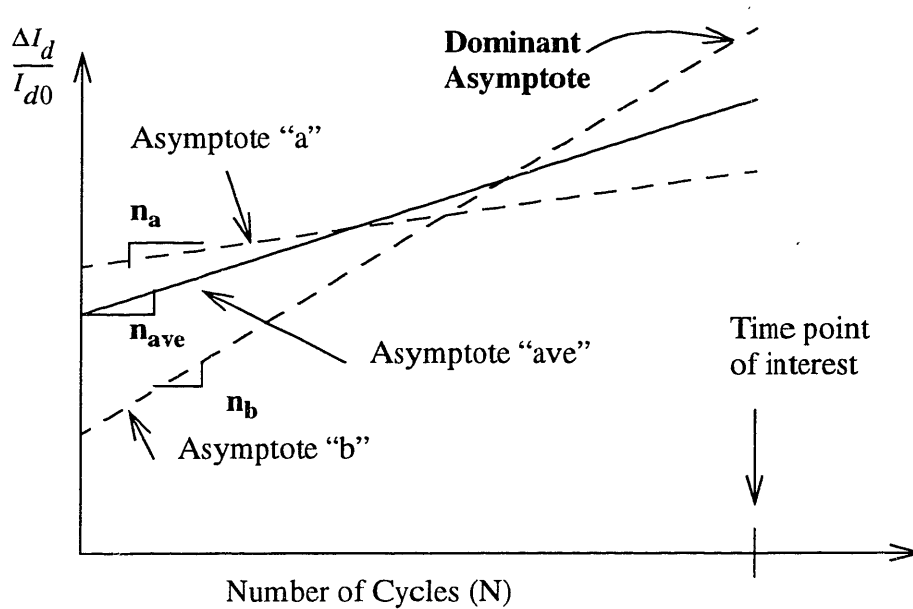 ΔI_d
I_d0
Dominant
Asymptote
Asymptote “a”
n_a
n_ave
Asymptote “ave”
Time point
of interest
n_b
Asymptote “b”
Number of Cycles (N)